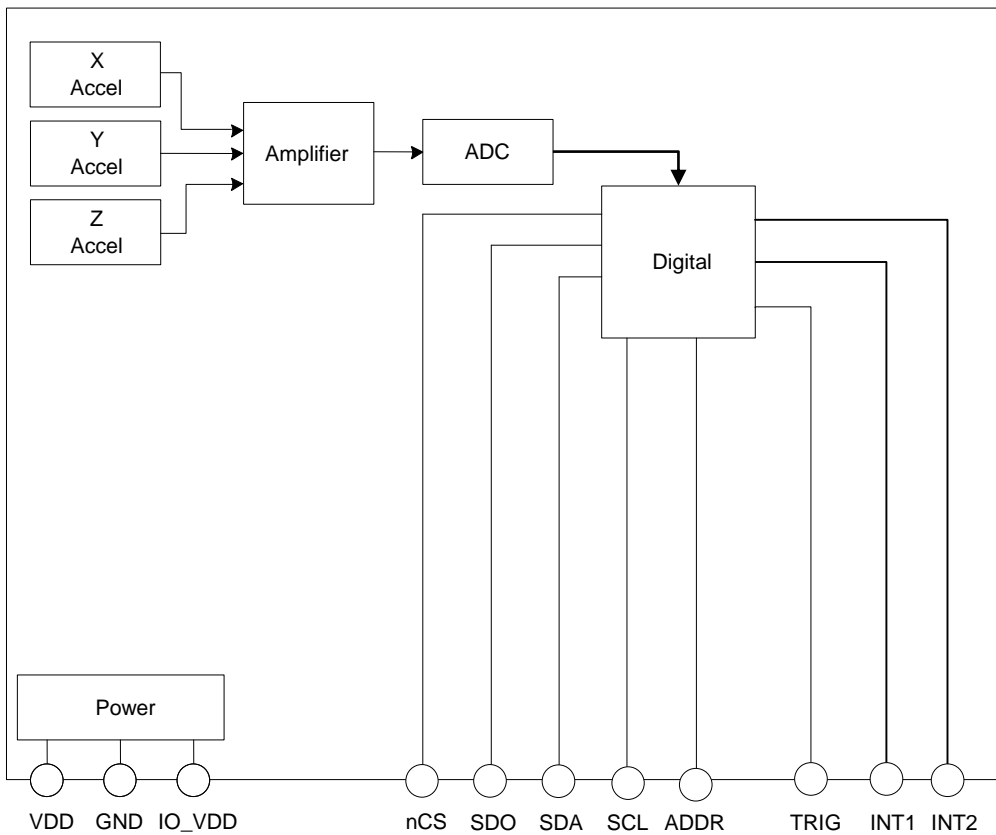 X
Accel
Y
Accel
Z
Accel
Amplifier
ADC
Digital
Power
VDD GND IO_VDD nCS SDO SDA SCL ADDR TRIG INT1 INT2